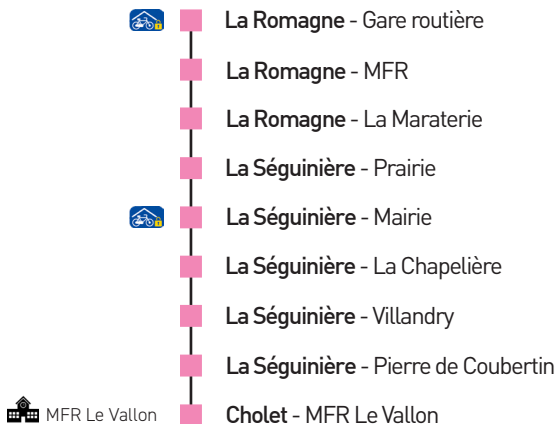 La Romagne - Gare routière
La Romagne - MFR
La Romagne - La Maraterie
La Séguinière - Prairie
La Séguinière - Mairie
La Séguinière - La Chapelière
La Séguinière - Villandry
La Séguinière - Pierre de Coubertin
MFR Le Vallon Cholet - MFR Le Vallon